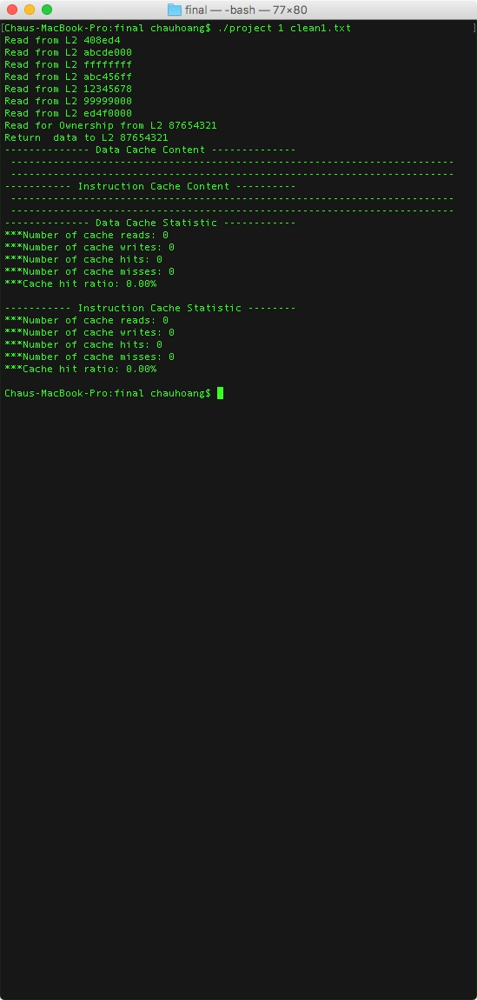 final — -bash — 77×80
[Chaus-MacBook-Pro:final chauhoang$ ./project 1 clean1.txt ]
Read from L2 408ed4
Read from L2 abcde000
Read from L2 ffffffff
Read from L2 abc456ff
Read from L2 12345678
Read from L2 99999000
Read from L2 ed4f0000
Read for Ownership from L2 87654321
Return  data to L2 87654321
-------------- Data Cache Content --------------
---------------------------------------------------------------------------
---------------------------------------------------------------------------
----------- Instruction Cache Content ----------
---------------------------------------------------------------------------
---------------------------------------------------------------------------
-------------- Data Cache Statistic ------------
***Number of cache reads: 0
***Number of cache writes: 0
***Number of cache hits: 0
***Number of cache misses: 0
***Cache hit ratio: 0.00%
----------- Instruction Cache Statistic --------
***Number of cache reads: 0
***Number of cache writes: 0
***Number of cache hits: 0
***Number of cache misses: 0
***Cache hit ratio: 0.00%
Chaus-MacBook-Pro:final chauhoang$